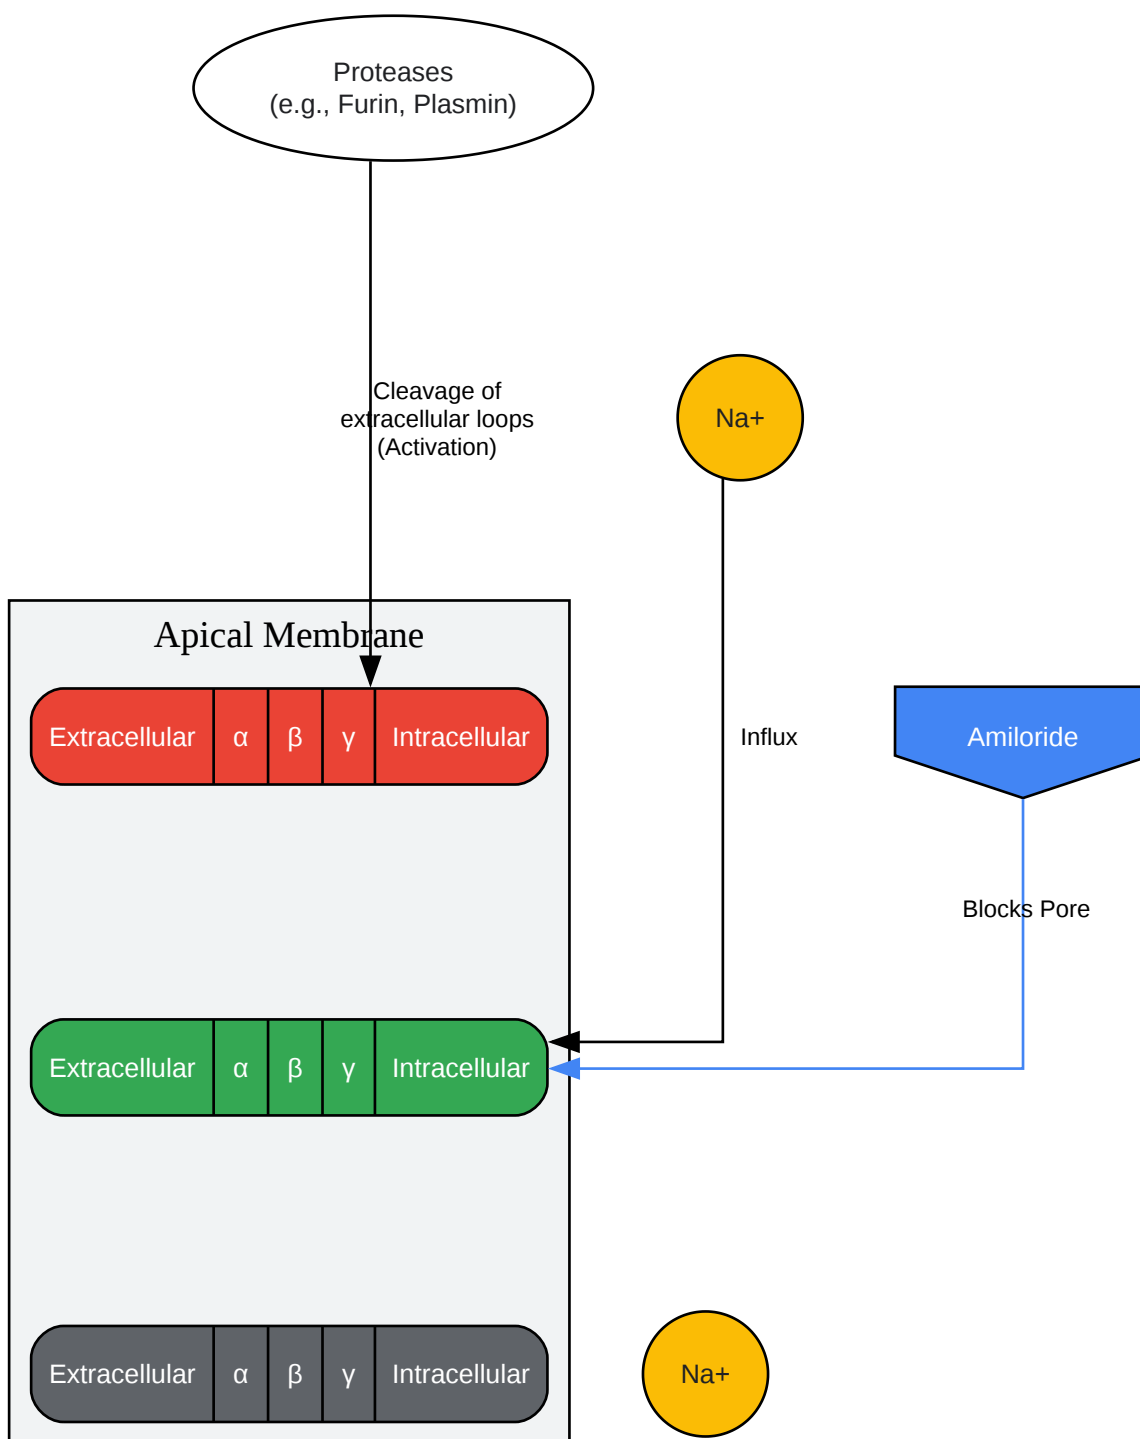 Proteases
(e.g., Furin, Plasmin)
Cleavage of
extracellular loops
(Activation)
Na+
Apical Membrane
Extracellular α β γ Intracellular
Influx
Amiloride
Blocks Pore
Extracellular α β γ Intracellular
Extracellular α β γ Intracellular
Na+